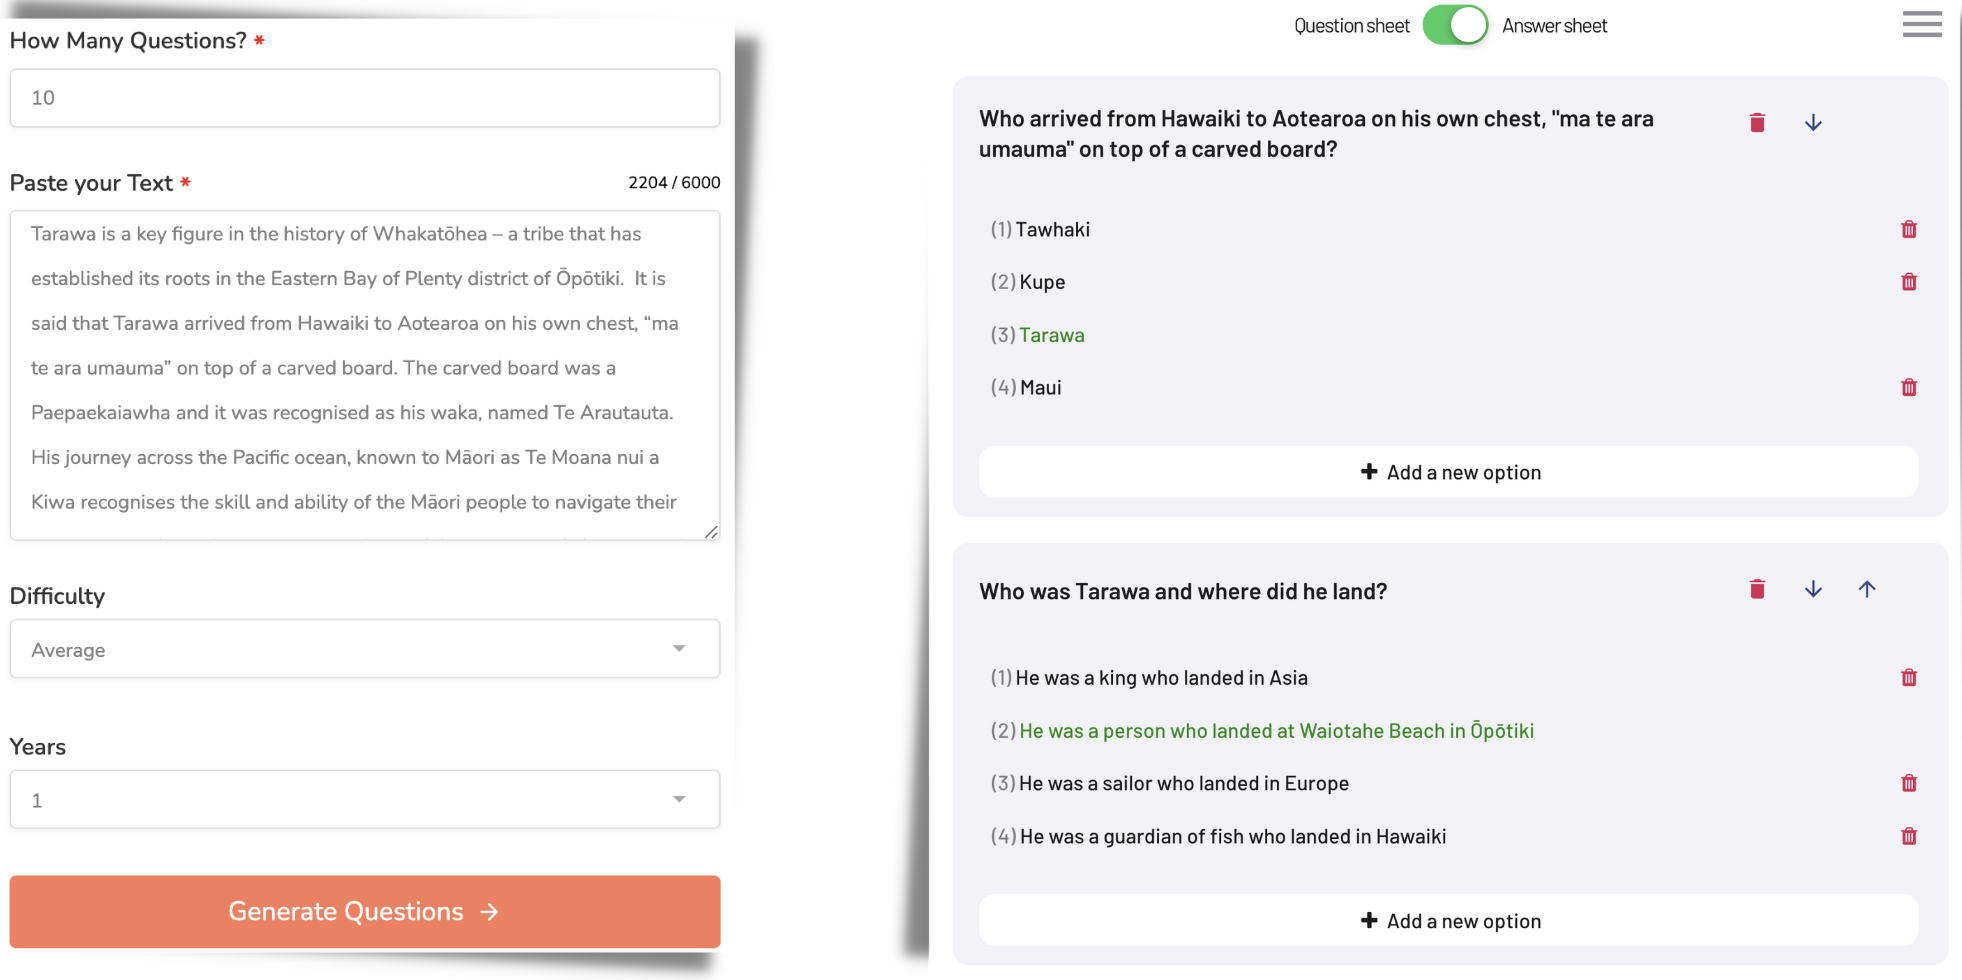 How Many Questions? *
10
Paste your Text *
2204 / 6000
Tarawa is a key figure in the history of Whakatōhea – a tribe that has
established its roots in the Eastern Bay of Plenty district of Ōpōtiki.  It is
said that Tarawa arrived from Hawaiki to Aotearoa on his own chest, “ma
te ara umauma” on top of a carved board. The carved board was a
Paepaekaiawha and it was recognised as his waka, named Te Arautauta.
His journey across the Pacific ocean, known to Māori as Te Moana nui a
Kiwa recognises the skill and ability of the Māori people to navigate their
Difficulty
Average
Years
1
Generate Questions →
Question sheet
Answer sheet
Who arrived from Hawaiki to Aotearoa on his own chest, "ma te ara
umauma" on top of a carved board?
(1) Tawhaki
(2) Kupe
(3) Tarawa
(4) Maui
+ Add a new option
Who was Tarawa and where did he land?
(1) He was a king who landed in Asia
(2) He was a person who landed at Waiotahe Beach in Ōpōtiki
(3) He was a sailor who landed in Europe
(4) He was a guardian of fish who landed in Hawaiki
+ Add a new option